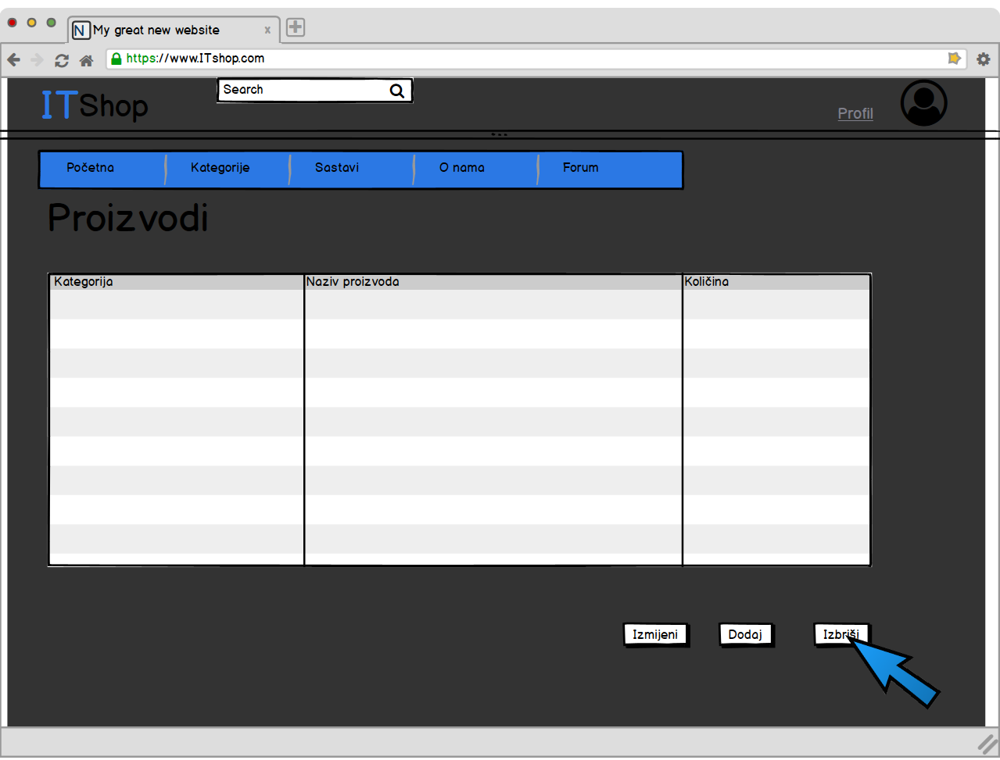 N My great new website x
https://www.ITshop.com
Search
ITShop
Profil
Početna Kategorije Sastavi O nama Forum
Proizvodi
Kategorija Naziv proizvoda Količina
Izmijeni Dodaj Izbriši